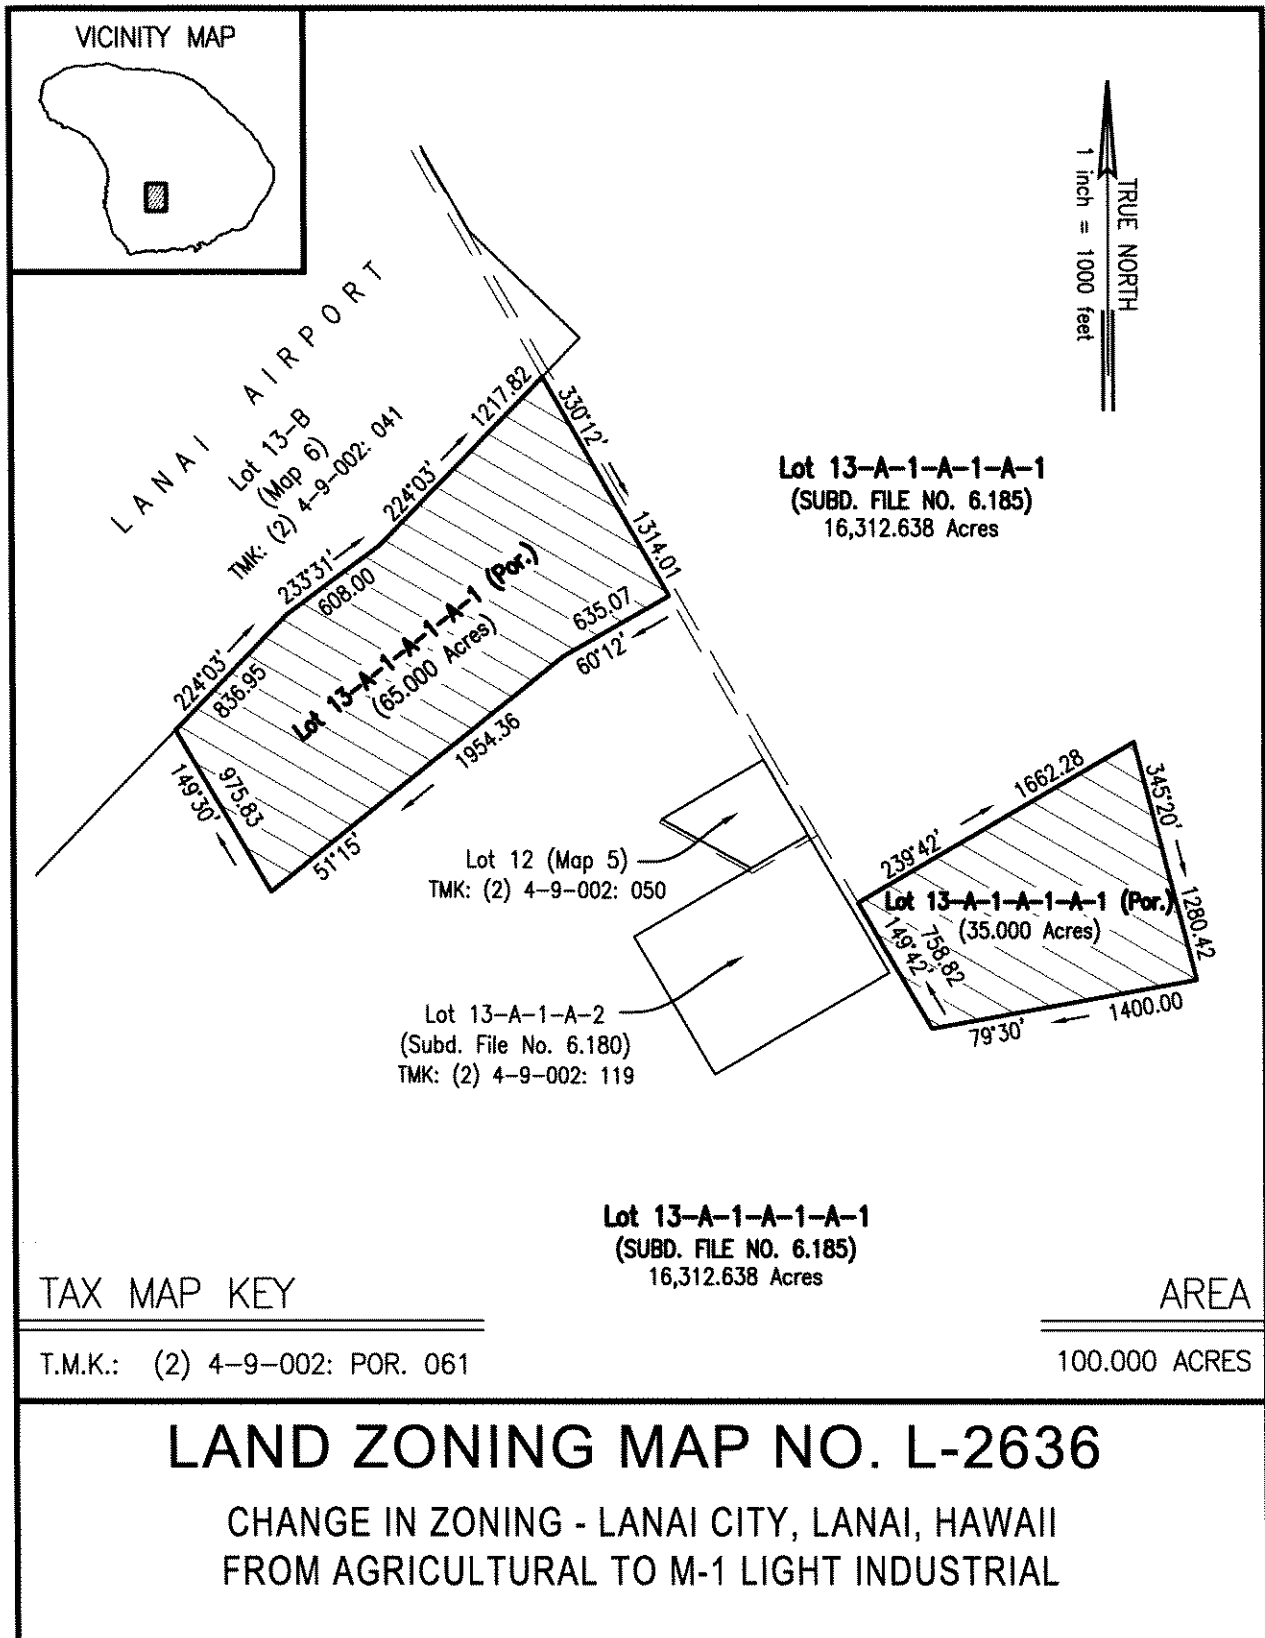 VICINITY MAP
TRUE NORTH
1 inch = 1000 feet
LANAI AIRPORT
Lot 13-B
(Map 6)
TMK: (2) 4-9-002: 041
224°03'
836.95
233°31'
608.00
224°03'
1217.82
330°12'
1314.01
635.07
60°12'
1954.36
51°15'
975.83
149°30'
Lot 13-A-1-A-1-A-1 (Por.)
(65.000 Acres)
Lot 13-A-1-A-1-A-1
(SUBD. FILE NO. 6.185)
16,312.638 Acres
Lot 12 (Map 5)
TMK: (2) 4-9-002: 050
239°42'
1662.28
345°20'
1280.42
Lot 13-A-1-A-1-A-1 (Por.)
(35.000 Acres)
149°42'
758.82
79°30'
1400.00
Lot 13-A-1-A-2
(Subd. File No. 6.180)
TMK: (2) 4-9-002: 119
Lot 13-A-1-A-1-A-1
(SUBD. FILE NO. 6.185)
16,312.638 Acres
TAX MAP KEY
AREA
T.M.K.: (2) 4-9-002: POR. 061
100.000 ACRES
LAND ZONING MAP NO. L-2636
CHANGE IN ZONING - LANAI CITY, LANAI, HAWAII
FROM AGRICULTURAL TO M-1 LIGHT INDUSTRIAL